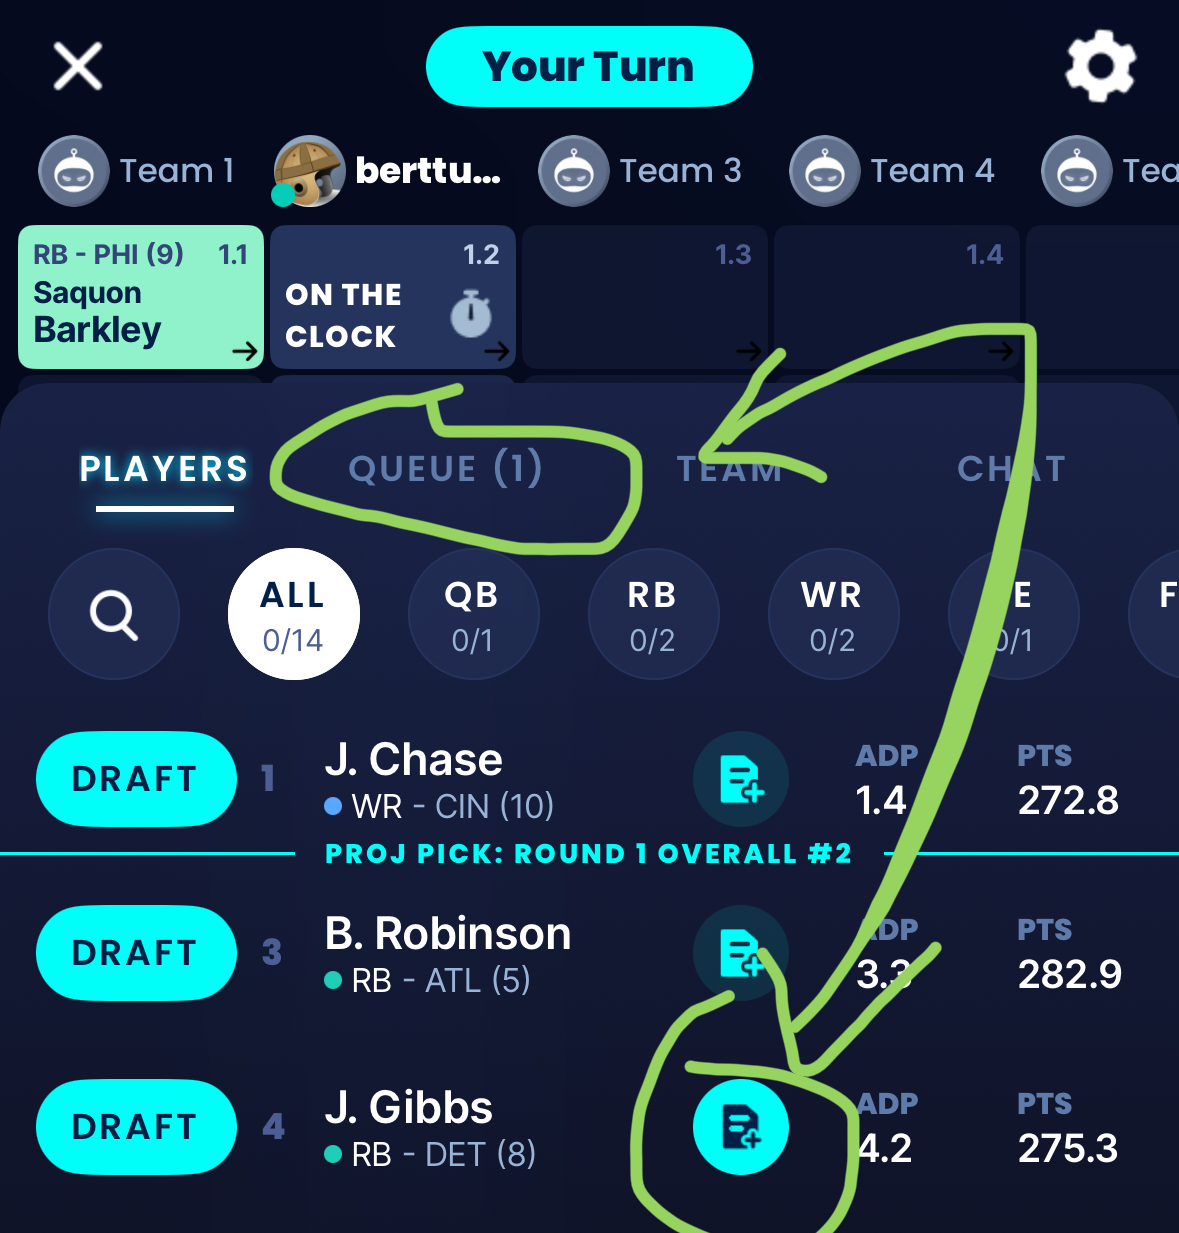 Your Turn
Team 1 berttu... Team 3 Team 4 Tea
RB - PHI (9) 1.1
Saquon
Barkley
1.2
ON THE
CLOCK
1.3
1.4
PLAYERS QUEUE (1) TEAM CHAT
ALL QB RB WR E F
0/14 0/1 0/2 0/2 0/1
DRAFT 1 J. Chase ADP PTS
WR - CIN (10) 1.4 272.8
PROJ PICK: ROUND 1 OVERALL #2
DRAFT 3 B. Robinson ADP PTS
RB - ATL (5) 3.3 282.9
DRAFT 4 J. Gibbs ADP PTS
RB - DET (8) 4.2 275.3